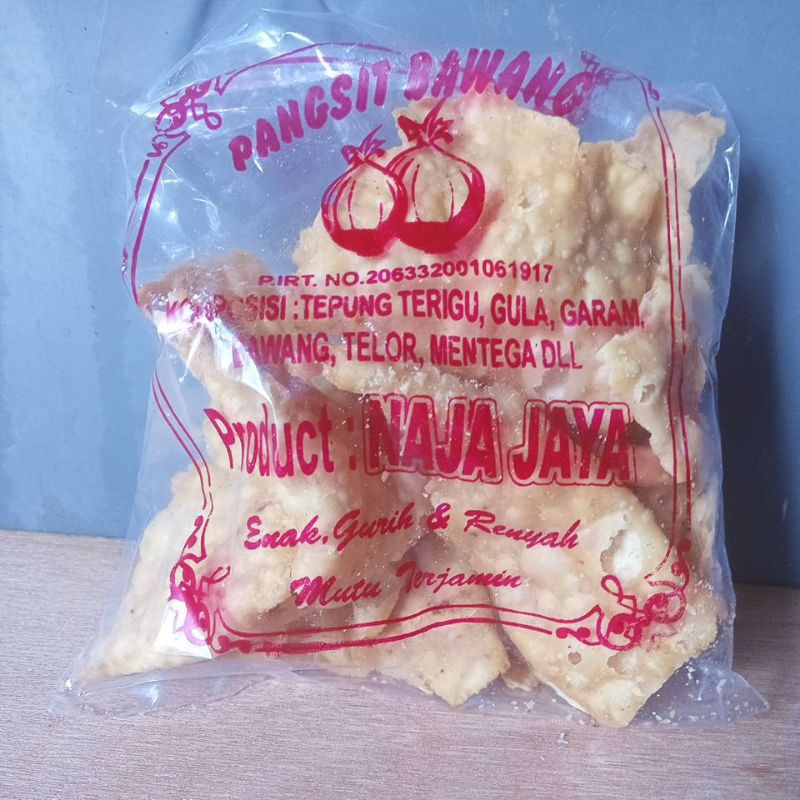 PANGSIT BAWANG
P.IRT. NO.206332001061917
KOMPOSISI :TEPUNG TERIGU, GULA, GARAM,
BAWANG, TELOR, MENTEGA DLL
Product : NAJA JAYA
Enak, Gurih & Renyah
Mutu Terjamin